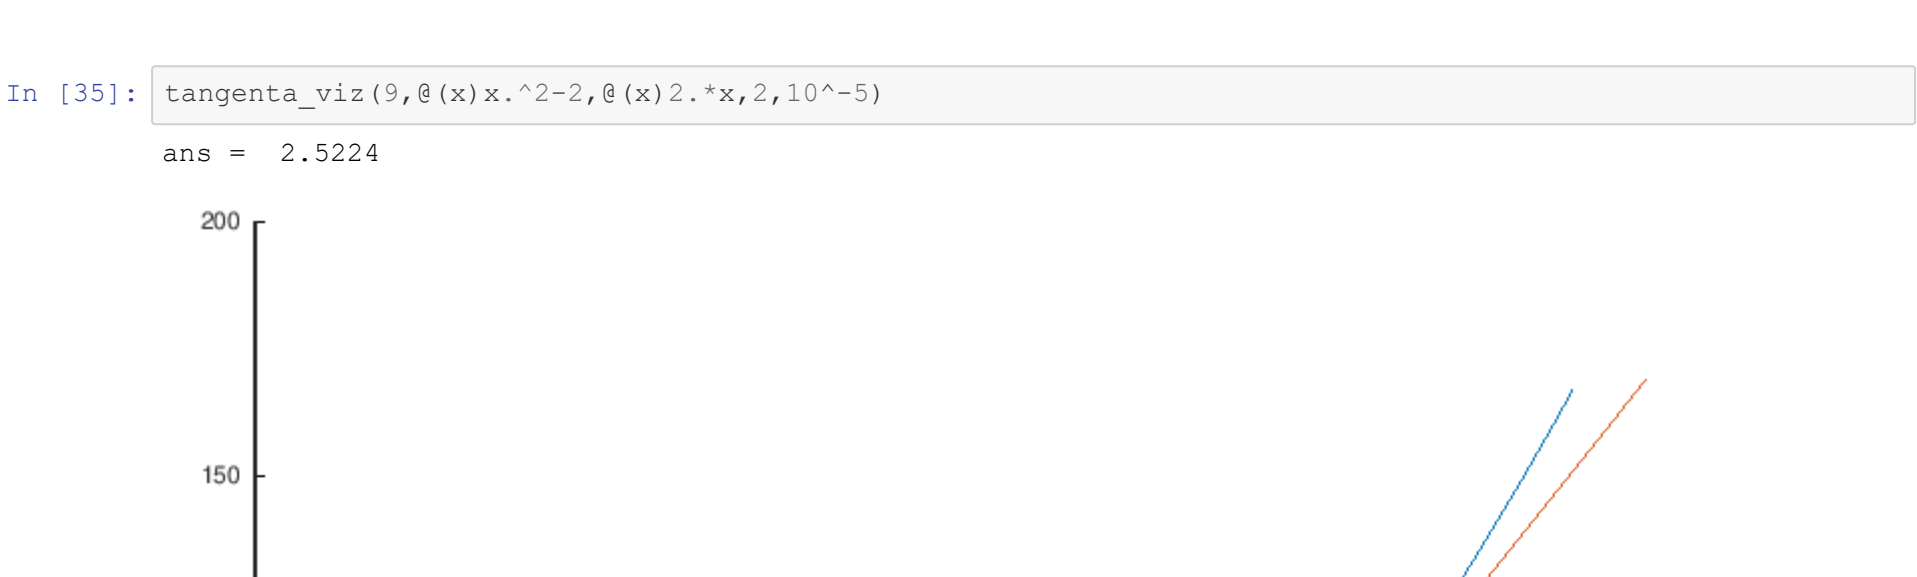 In [35]: tangenta_viz(9,@(x)x.^2-2,@(x)2.*x,2,10^-5)
ans =  2.5224
200
150